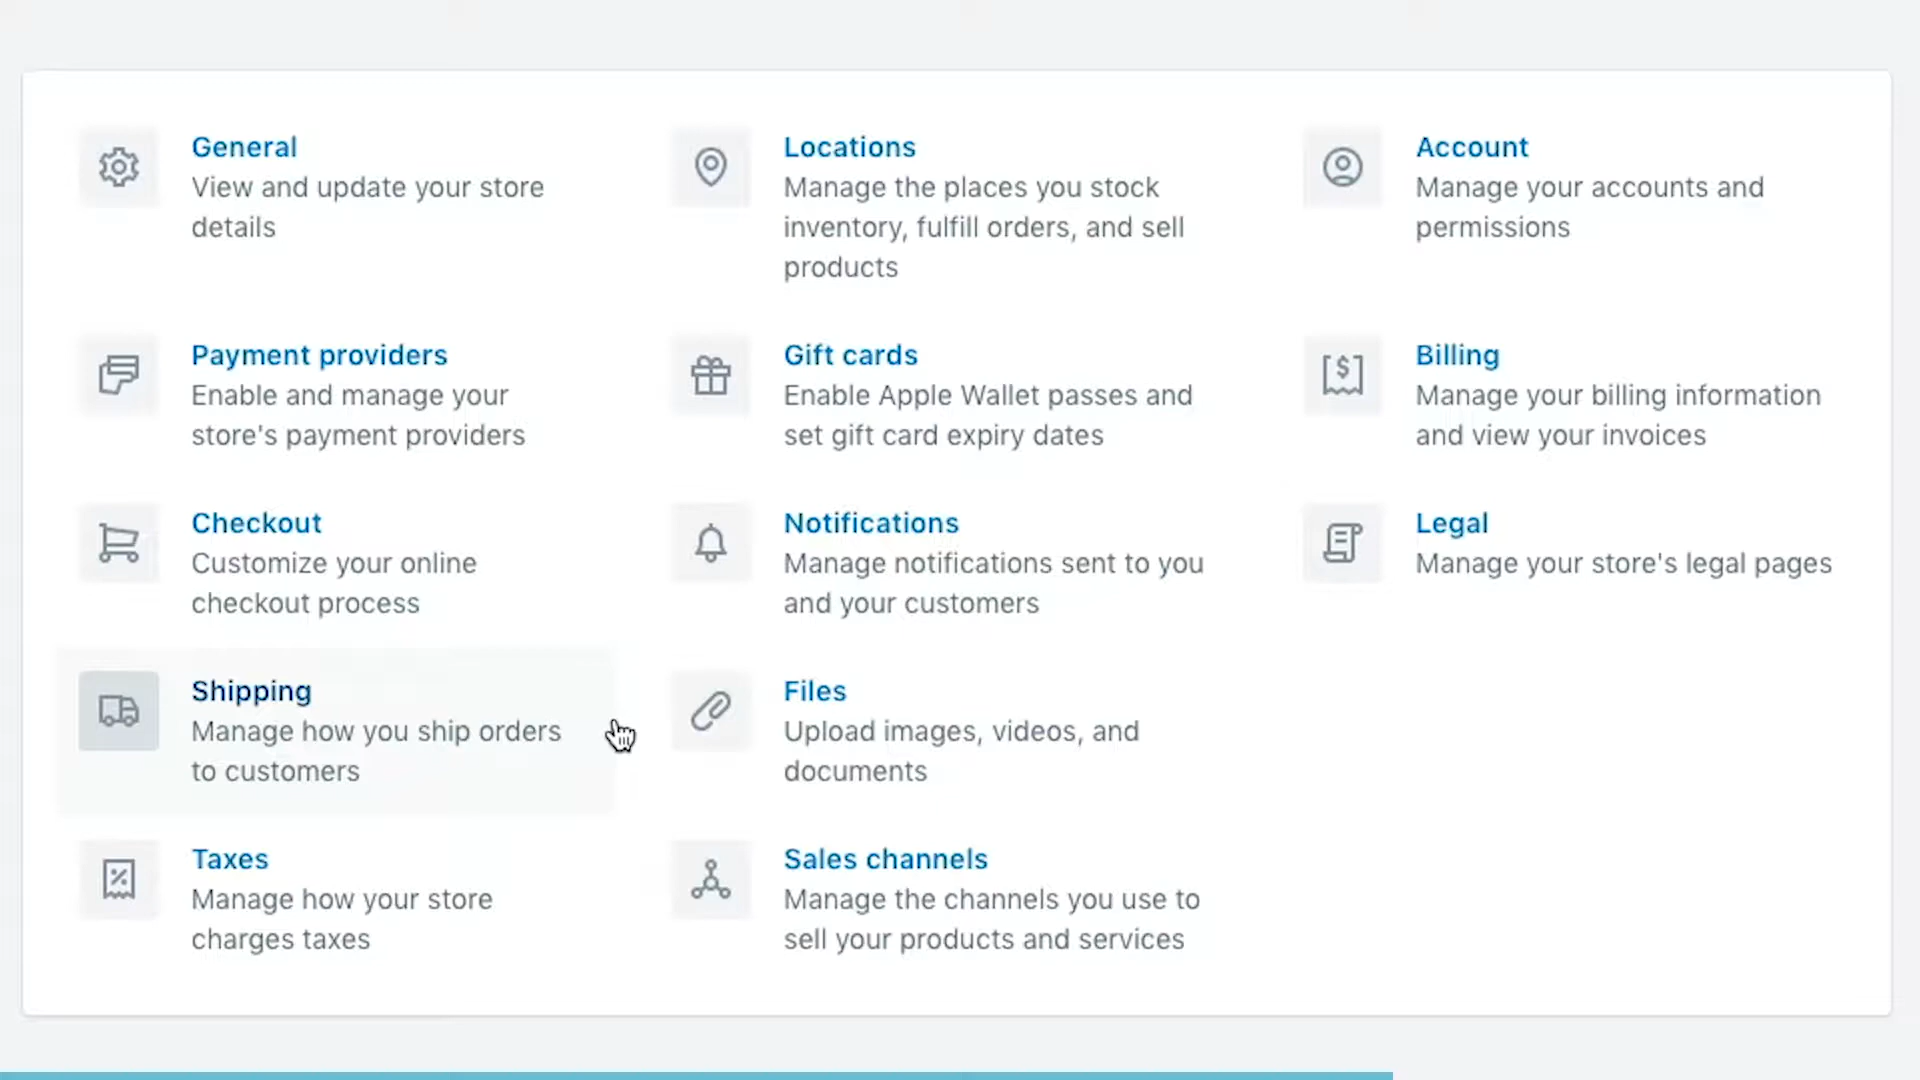 General
View and update your store
details
Locations
Manage the places you stock
inventory, fulfill orders, and sell
products
Account
Manage your accounts and
permissions
Payment providers
Enable and manage your
store's payment providers
Gift cards
Enable Apple Wallet passes and
set gift card expiry dates
Billing
Manage your billing information
and view your invoices
Checkout
Customize your online
checkout process
Notifications
Manage notifications sent to you
and your customers
Legal
Manage your store's legal pages
Shipping
Manage how you ship orders
to customers
Files
Upload images, videos, and
documents
Taxes
Manage how your store
charges taxes
Sales channels
Manage the channels you use to
sell your products and services